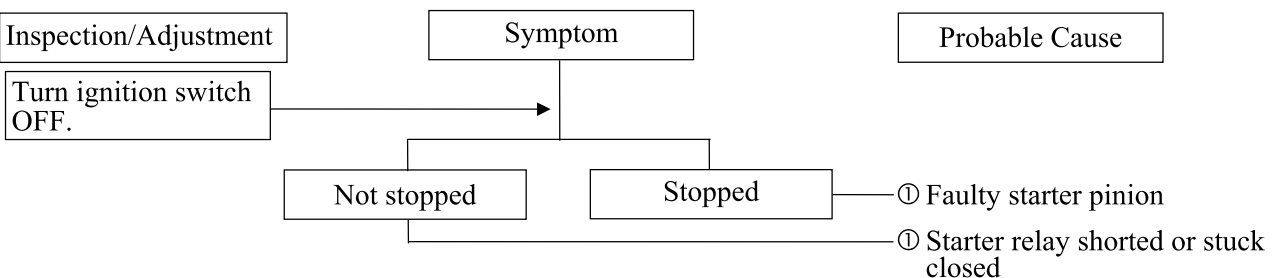 Inspection/Adjustment
Symptom
Probable Cause
Turn ignition switch
OFF.
Not stopped
Stopped
① Faulty starter pinion
① Starter relay shorted or stuck
closed